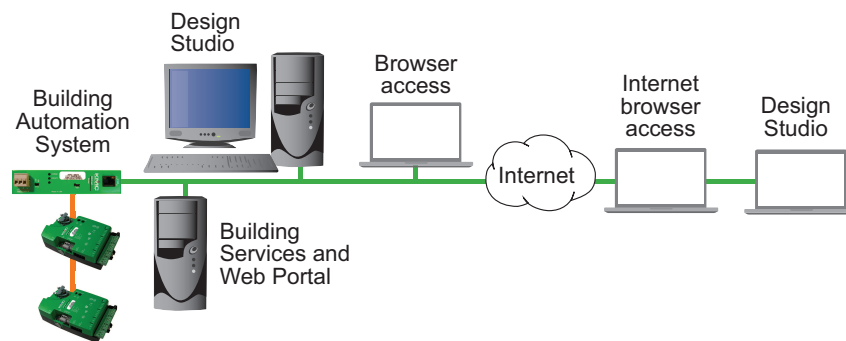 Design
Studio
Browser
access
Building
Automation
System
Internet
browser
access
Design
Studio
Internet
Building
Services and
Web Portal